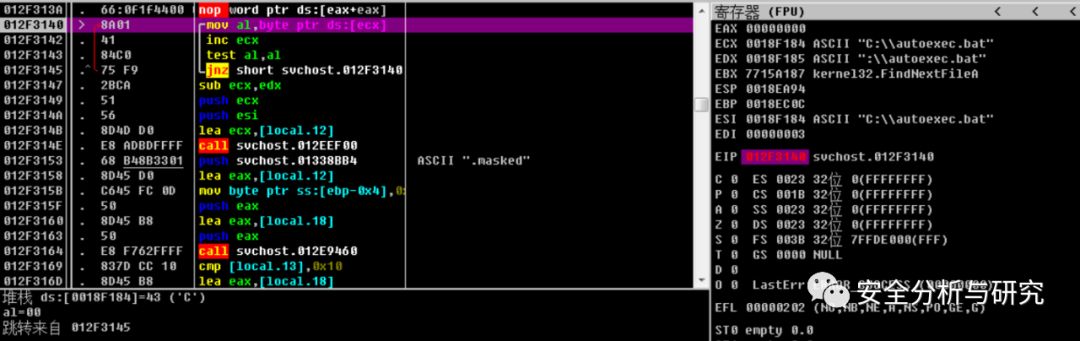 012F313A . 66:0F1F4400 nop word ptr ds:[eax+eax]
012F3140 > 8A01 mov al,byte ptr ds:[ecx]
012F3142 . 41 inc ecx
012F3143 . 84C0 test al,al
012F3145 .^ 75 F9 jnz short svchost.012F3140
012F3147 . 2BCA sub ecx,edx
012F3149 . 51 push ecx
012F314A . 56 push esi
012F314B . 8D4D D0 lea ecx,[local.12]
012F314E . E8 ADBDFFFF call svchost.012EEF00
012F3153 . 68 B48B3301 push svchost.01338BB4 ASCII ".masked"
012F3158 . 8D45 D0 lea eax,[local.12]
012F315B . C645 FC 0D mov byte ptr ss:[ebp-0x4],0
012F315F . 50 push eax
012F3160 . 8D45 B8 lea eax,[local.18]
012F3163 . 50 push eax
012F3164 . E8 F762FFFF call svchost.012E9460
012F3169 . 837D CC 10 cmp [local.13],0x10
012F316D . 8D45 B8 lea eax,[local.18]
堆栈 ds:[0018F184]=43 ('C')
al=00
跳转来自 012F3145
寄存器 (FPU) < < <
EAX 00000000
ECX 0018F184 ASCII "C:\\autoexec.bat"
EDX 0018F185 ASCII ":\\autoexec.bat"
EBX 7715A187 kernel32.FindNextFileA
ESP 0018EA94
EBP 0018EC0C
ESI 0018F184 ASCII "C:\\autoexec.bat"
EDI 00000003
EIP 012F3140 svchost.012F3140
C 0 ES 0023 32位 0(FFFFFFFF)
P 0 CS 001B 32位 0(FFFFFFFF)
A 0 SS 0023 32位 0(FFFFFFFF)
Z 0 DS 0023 32位 0(FFFFFFFF)
S 0 FS 003B 32位 7FFDE000(FFF)
T 0 GS 0000 NULL
D 0
O 0 LastErr
EFL 00000202 (NO,NB,NE,A,NS,PO,GE,G)
ST0 empty 0.0
安全分析与研究